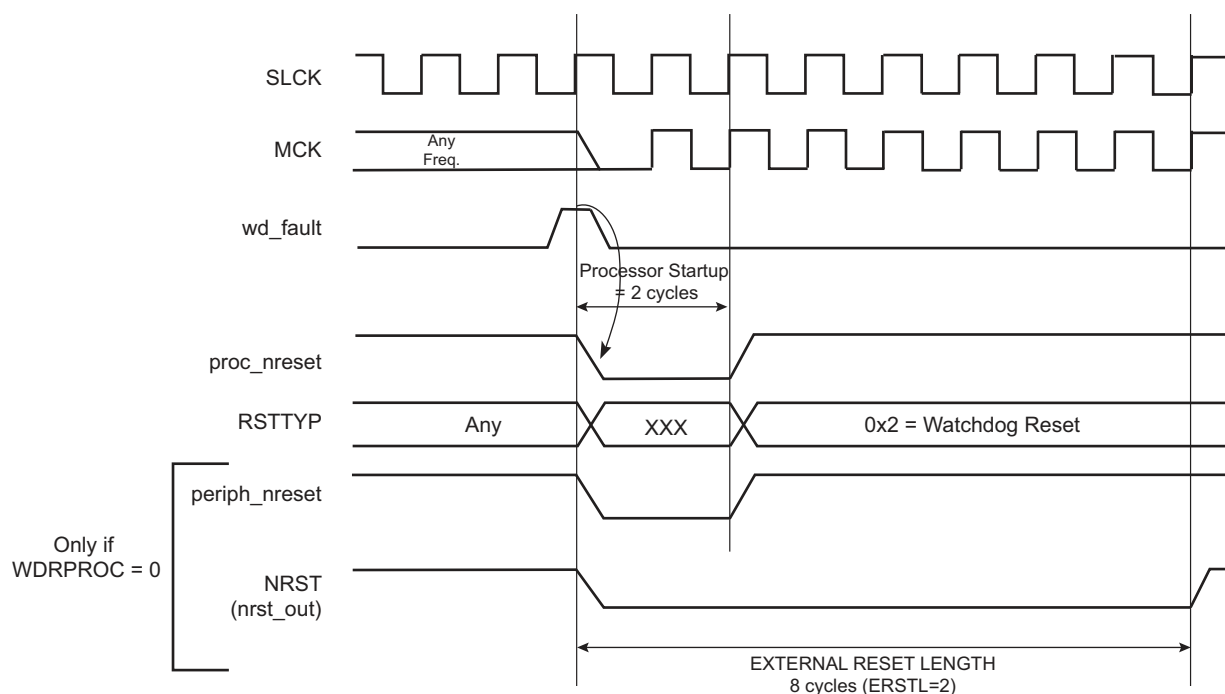 SLCK
MCK
Any
Freq.
wd_fault
Processor Startup
= 2 cycles
proc_nreset
RSTTYP
Any
XXX
0x2 = Watchdog Reset
periph_nreset
Only if
WDRPROC = 0
NRST
(nrst_out)
EXTERNAL RESET LENGTH
8 cycles (ERSTL=2)